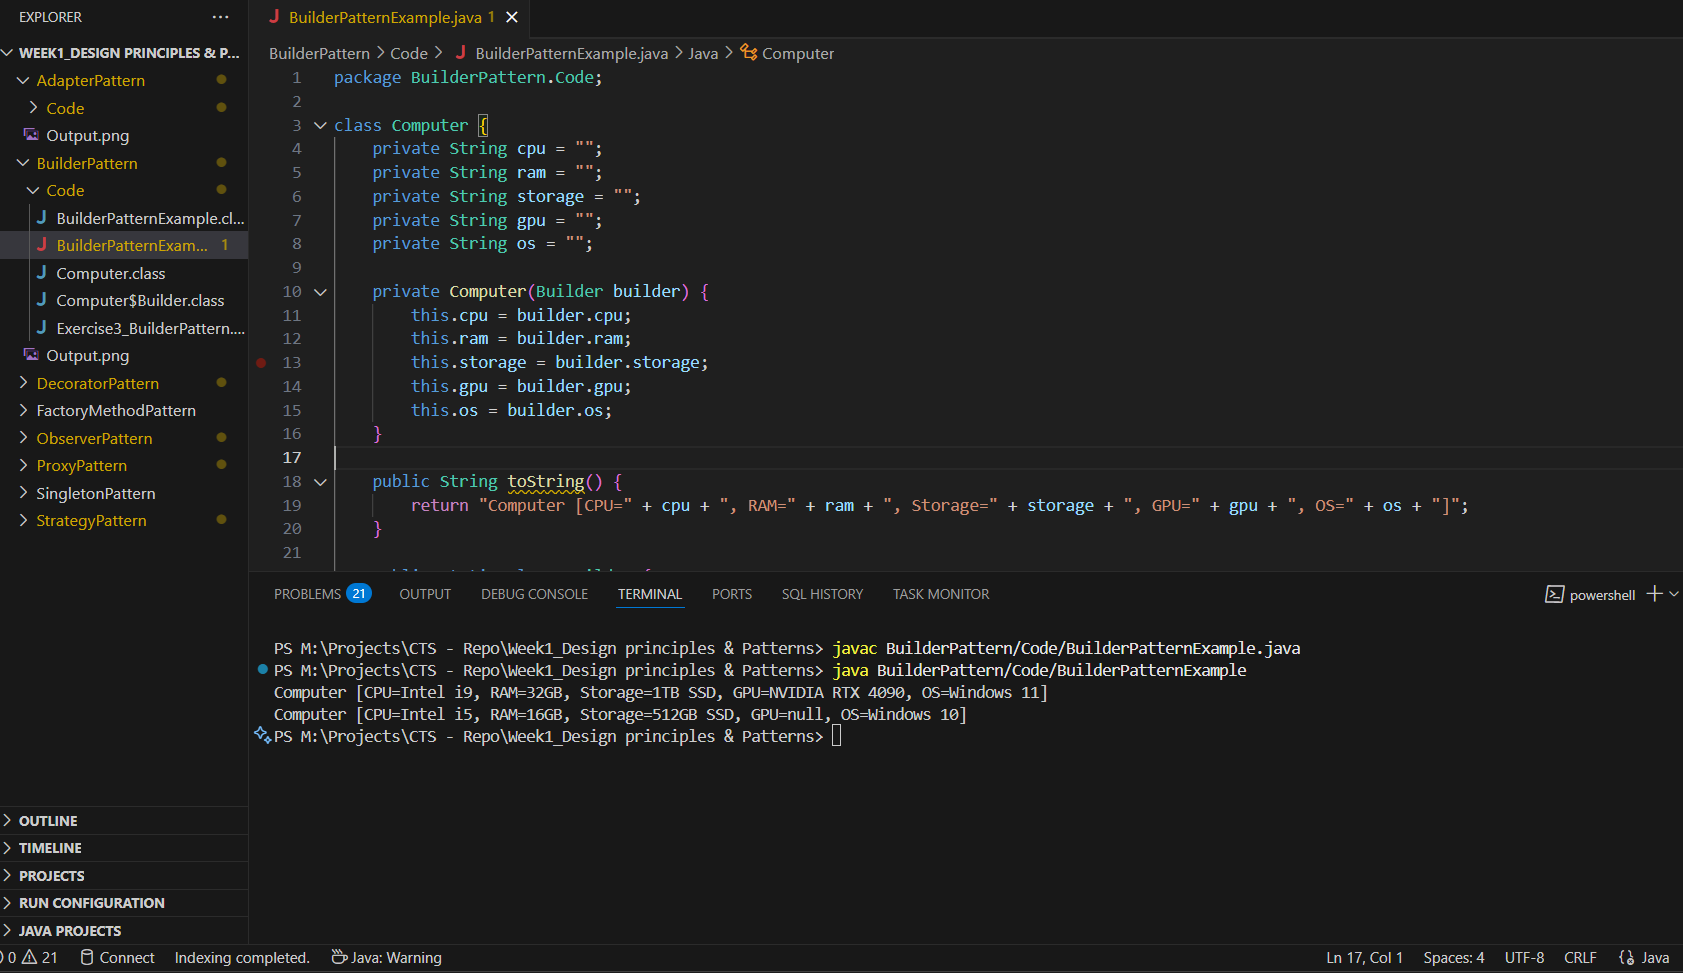 EXPLORER
WEEK1_DESIGN PRINCIPLES & P...
AdapterPattern
Code
Output.png
BuilderPattern
Code
BuilderPatternExample.cl...
BuilderPatternExam... 1
Computer.class
Computer$Builder.class
Exercise3_BuilderPattern....
Output.png
DecoratorPattern
FactoryMethodPattern
ObserverPattern
ProxyPattern
SingletonPattern
StrategyPattern
OUTLINE
TIMELINE
PROJECTS
RUN CONFIGURATION
JAVA PROJECTS
BuilderPatternExample.java 1
BuilderPattern > Code > BuilderPatternExample.java > Java > Computer
1 package BuilderPattern.Code;
2
3 class Computer {
4 private String cpu = "";
5 private String ram = "";
6 private String storage = "";
7 private String gpu = "";
8 private String os = "";
9
10 private Computer(Builder builder) {
11 this.cpu = builder.cpu;
12 this.ram = builder.ram;
13 this.storage = builder.storage;
14 this.gpu = builder.gpu;
15 this.os = builder.os;
16 }
17
18 public String toString() {
19 return "Computer [CPU=" + cpu + ", RAM=" + ram + ", Storage=" + storage + ", GPU=" + gpu + ", OS=" + os + "]";
20 }
21
PROBLEMS 21 OUTPUT DEBUG CONSOLE TERMINAL PORTS SQL HISTORY TASK MONITOR powershell
PS M:\Projects\CTS - Repo\Week1_Design principles & Patterns> javac BuilderPattern/Code/BuilderPatternExample.java
PS M:\Projects\CTS - Repo\Week1_Design principles & Patterns> java BuilderPattern/Code/BuilderPatternExample
Computer [CPU=Intel i9, RAM=32GB, Storage=1TB SSD, GPU=NVIDIA RTX 4090, OS=Windows 11]
Computer [CPU=Intel i5, RAM=16GB, Storage=512GB SSD, GPU=null, OS=Windows 10]
PS M:\Projects\CTS - Repo\Week1_Design principles & Patterns>
0 21 Connect Indexing completed. Java: Warning Ln 17, Col 1 Spaces: 4 UTF-8 CRLF Java